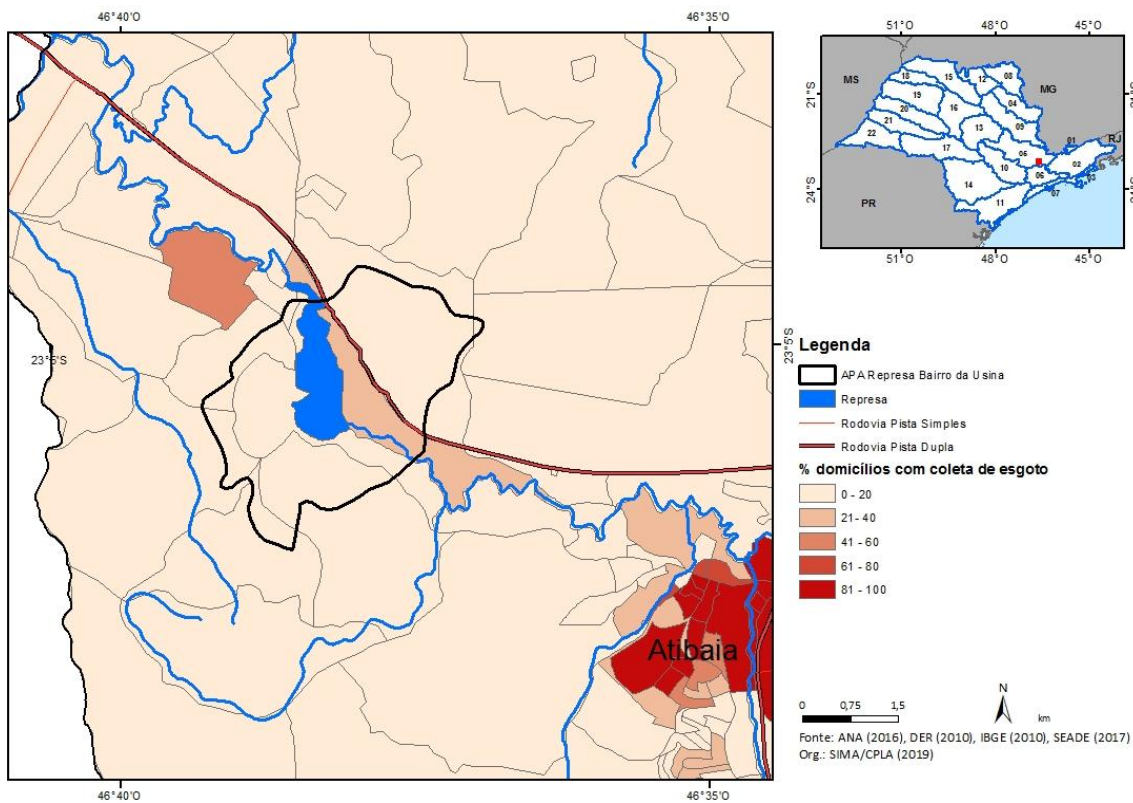 46°40'O
46°35'O
23°5'S
23°5'S
Atibaia
46°40'O
46°35'O
51°O
48°O
45°O
21°S
24°S
MS
MG
RJ
PR
18
15
12
08
19
04
20
16
21
13
09
22
17
05
01
10
02
06
03
14
07
11
51°O
48°O
45°O
Legenda
APA Represa Bairro da Usina
Represa
Rodovia Pista Simples
Rodovia Pista Dupla
% domicílios com coleta de esgoto
0 - 20
21 - 40
41 - 60
61 - 80
81 - 100
0 0,75 1,5
km
N
Fonte: ANA (2016), DER (2010), IBGE (2010), SEADE (2017)
Org.: SIMA/CPLA (2019)